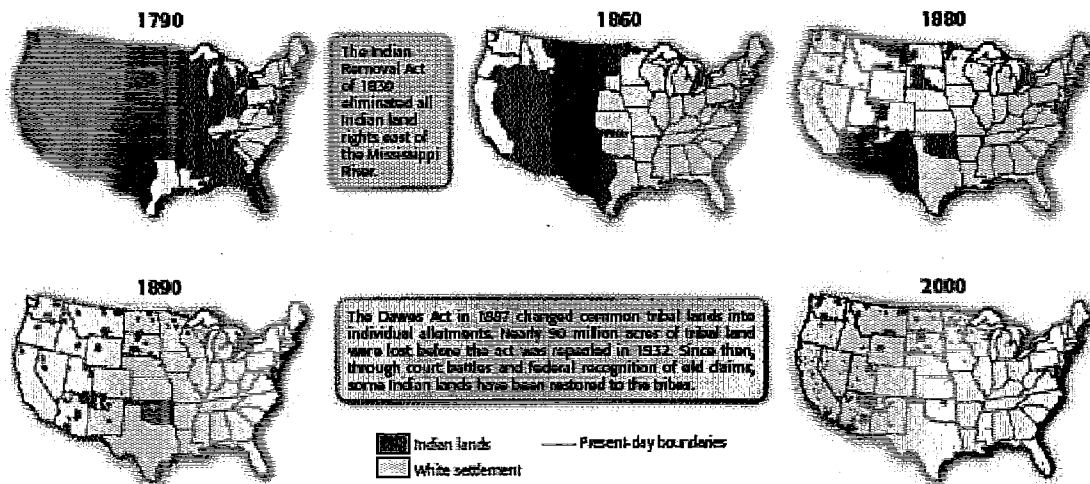 1790
1860
1880
The Indian
Removal Act
of 1830
eliminated all
Indian land
rights east of
the Mississippi
River.
1890
2000
The Dawes Act in 1887 changed common tribal lands into
individual allotments. Nearly 90 million acres of tribal land
were lost before the act was repealed in 1932. Since then,
through court battles and federal recognition of old claims,
some Indian lands have been restored to the tribes.
Indian lands
Present-day boundaries
White settlement